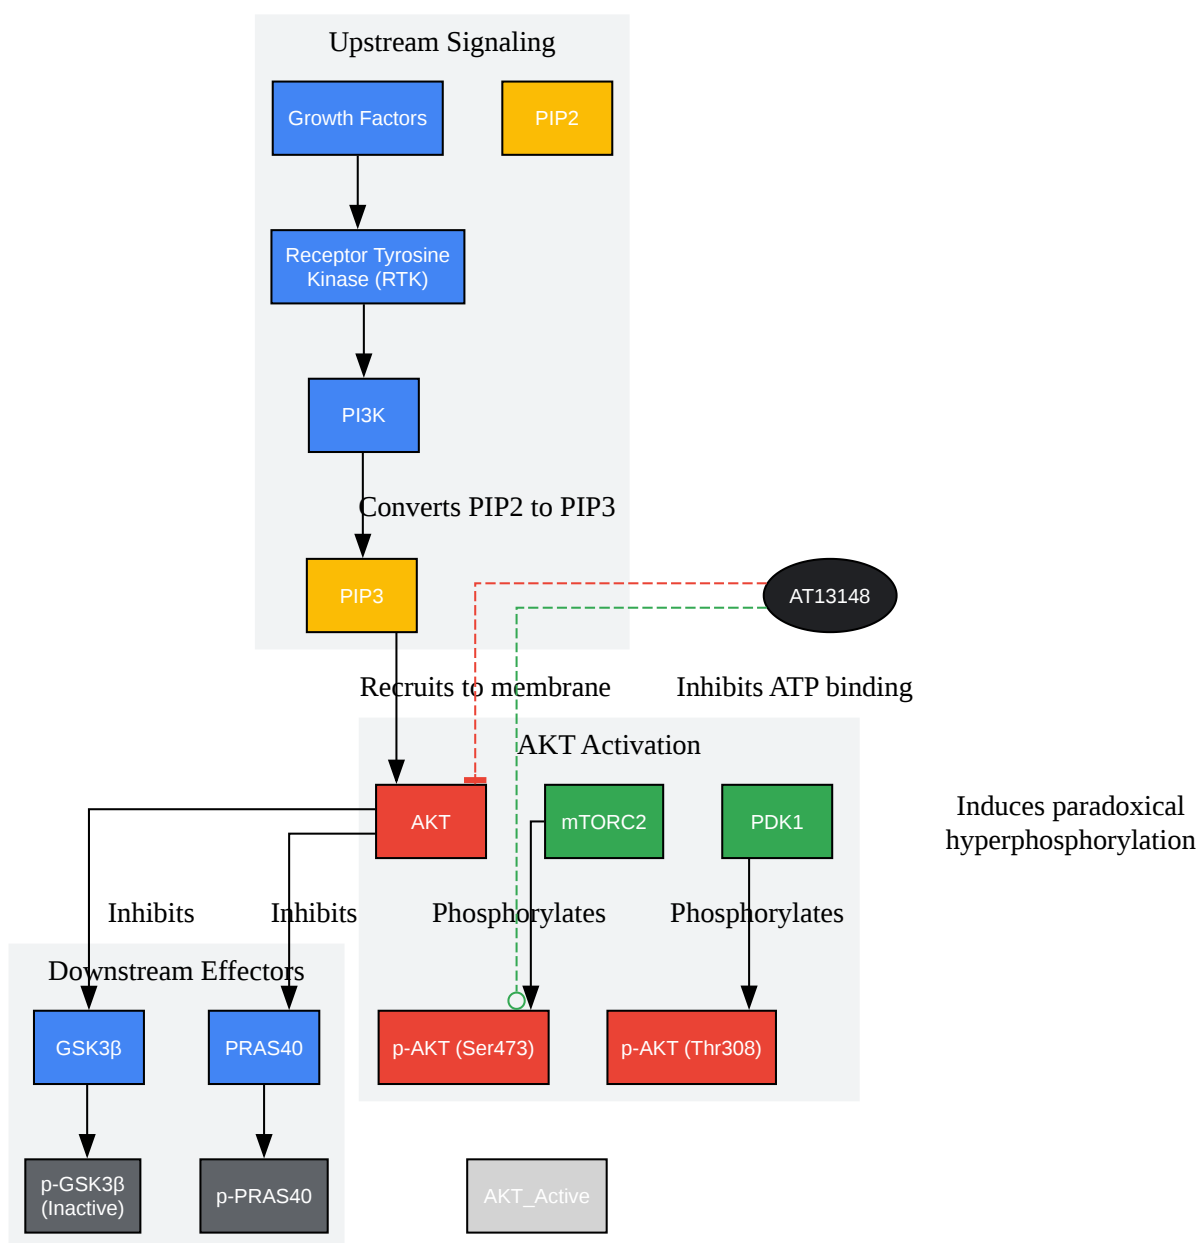 Upstream Signaling
Growth Factors
PIP2
Receptor Tyrosine
Kinase (RTK)
PI3K
Converts PIP2 to PIP3
PIP3
AT13148
Recruits to membrane
Inhibits ATP binding
AKT Activation
AKT
mTORC2
PDK1
Induces paradoxical
hyperphosphorylation
Inhibits
Inhibits
Phosphorylates
Phosphorylates
Downstream Effectors
GSK3β
PRAS40
p-AKT (Ser473)
p-AKT (Thr308)
p-GSK3β
(Inactive)
p-PRAS40
AKT_Active